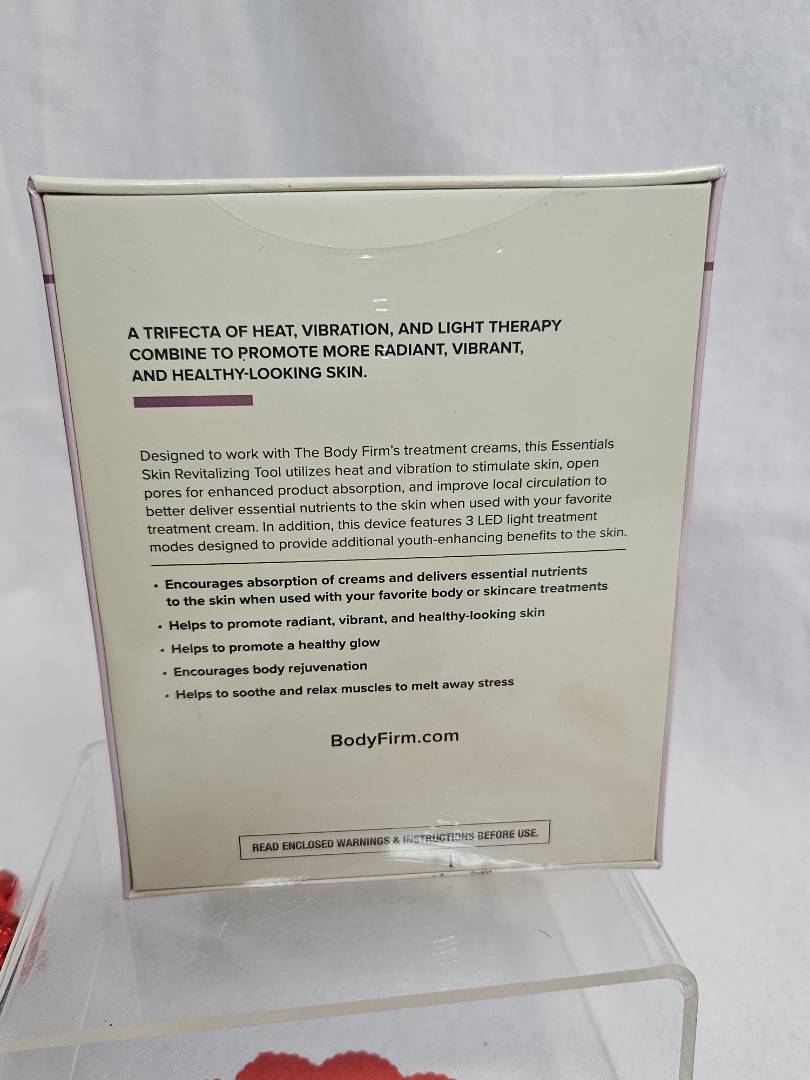 A TRIFECTA OF HEAT, VIBRATION, AND LIGHT THERAPY
COMBINE TO PROMOTE MORE RADIANT, VIBRANT,
AND HEALTHY-LOOKING SKIN.
Designed to work with The Body Firm's treatment creams, this Essentials
Skin Revitalizing Tool utilizes heat and vibration to stimulate skin, open
pores for enhanced product absorption, and improve local circulation to
better deliver essential nutrients to the skin when used with your favorite
treatment cream. In addition, this device features 3 LED light treatment
modes designed to provide additional youth-enhancing benefits to the skin.
• Encourages absorption of creams and delivers essential nutrients
to the skin when used with your favorite body or skincare treatments
• Helps to promote radiant, vibrant, and healthy-looking skin
• Helps to promote a healthy glow
• Encourages body rejuvenation
• Helps to soothe and relax muscles to melt away stress
BodyFirm.com
READ ENCLOSED WARNINGS & INSTRUCTIONS BEFORE USE.